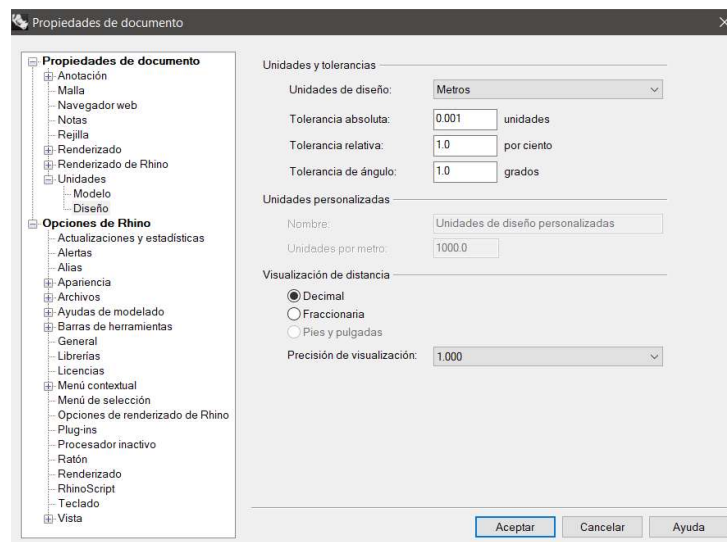 Propiedades de documento
Propiedades de documento
Anotación
Malla
Navegador web
Notas
Rejilla
Renderizado
Renderizado de Rhino
Unidades
Modelo
Diseño
Opciones de Rhino
Actualizaciones y estadísticas
Alertas
Alias
Apariencia
Archivos
Ayudas de modelado
Barras de herramientas
General
Librerías
Licencias
Menú contextual
Menú de selección
Opciones de renderizado de Rhino
Plug-ins
Procesador inactivo
Ratón
Renderizado
RhinoScript
Teclado
Vista
Unidades y tolerancias
Unidades de diseño: Metros
Tolerancia absoluta: 0.001 unidades
Tolerancia relativa: 1.0 por ciento
Tolerancia de ángulo: 1.0 grados
Unidades personalizadas
Nombre: Unidades de diseño personalizadas
Unidades por metro: 1000.0
Visualización de distancia
Decimal
Fraccionaria
Pies y pulgadas
Precisión de visualización: 1.000
Aceptar Cancelar Ayuda